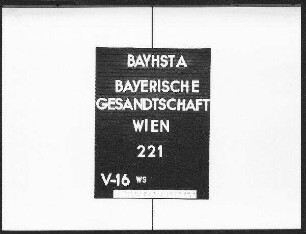 BAYHSTA
BAYERISCHE
GESANDTSCHAFT
WIEN
221
V-16 ws